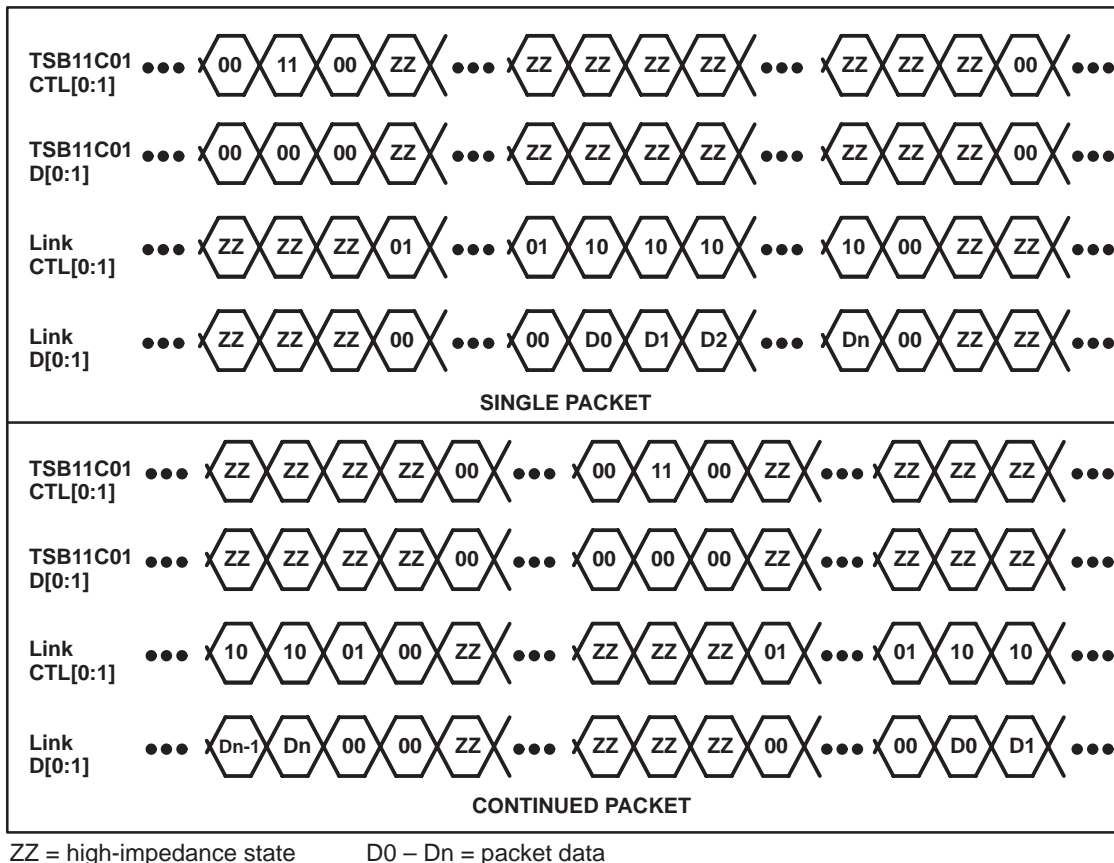 TSB11C01
CTL[0:1] 00 11 00 ZZ ZZ ZZ ZZ ZZ ZZ ZZ ZZ 00
TSB11C01
D[0:1] 00 00 00 ZZ ZZ ZZ ZZ ZZ ZZ ZZ ZZ 00
Link
CTL[0:1] ZZ ZZ ZZ 01 01 10 10 10 10 00 ZZ ZZ
Link
D[0:1] ZZ ZZ ZZ 00 00 D0 D1 D2 Dn 00 ZZ ZZ
SINGLE PACKET
TSB11C01
CTL[0:1] ZZ ZZ ZZ ZZ 00 00 11 00 ZZ ZZ ZZ ZZ
TSB11C01
D[0:1] ZZ ZZ ZZ ZZ 00 00 00 00 ZZ ZZ ZZ ZZ
Link
CTL[0:1] 10 10 01 00 ZZ ZZ ZZ ZZ 01 01 10 10
Link
D[0:1] Dn-1 Dn 00 00 ZZ ZZ ZZ ZZ 00 00 D0 D1
CONTINUED PACKET
ZZ = high-impedance state D0 – Dn = packet data